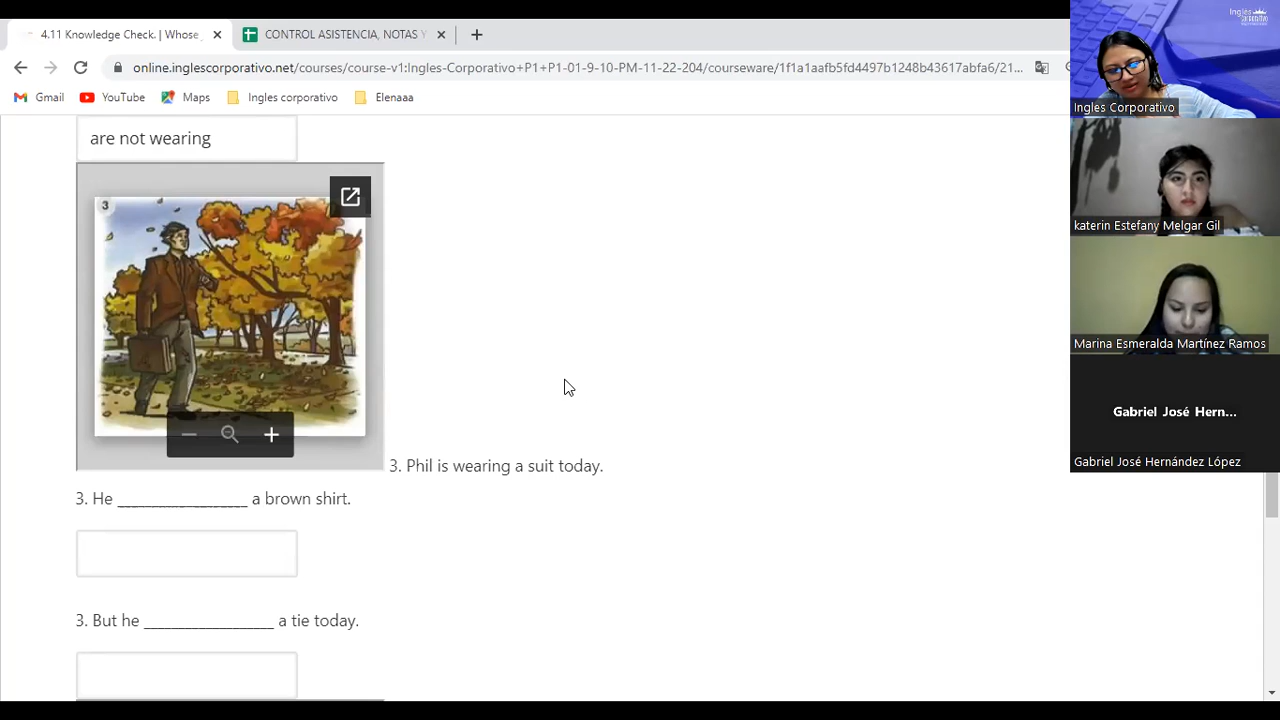 4.11 Knowledge Check. | Whose
CONTROL ASISTENCIA, NOTAS Y
online.inglescorporativo.net/courses/course-v1:Ingles-Corporativo+P1+P1-01-9-10-PM-11-22-204/courseware/1f1a1aafb5fd4497b1248b43617abfa6/21...
Gmail
YouTube
Maps
Ingles corporativo
Elenaaa
are not wearing
3
3. Phil is wearing a suit today.
3. He _________________ a brown shirt.
3. But he _________________ a tie today.
Inglés
Ingles Corporativo
katerin Estefany Melgar Gil
Marina Esmeralda Martínez Ramos
Gabriel José Hern...
Gabriel José Hernández López